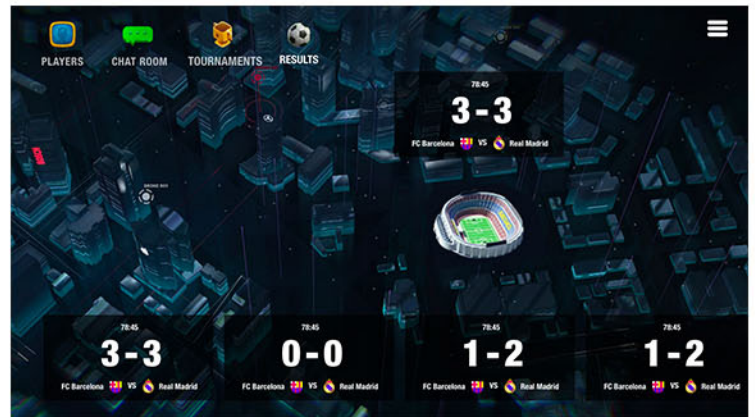 PLAYERS
CHAT ROOM
TOURNAMENTS
RESULTS
78:45
3-3
FC Barcelona VS Real Madrid
78:45
3-3
FC Barcelona VS Real Madrid
78:45
0-0
FC Barcelona VS Real Madrid
78:45
1-2
FC Barcelona VS Real Madrid
78:45
1-2
FC Barcelona VS Real Madrid